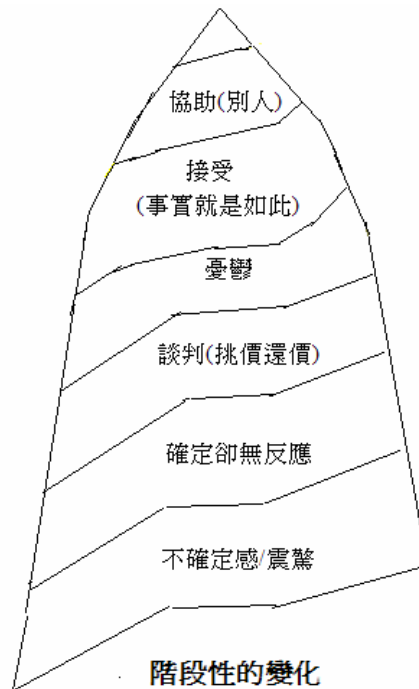 協助(別人)
接受
(事實就是如此)
憂鬱
談判(挑價還價)
確定卻無反應
不確定感/震驚
階段性的變化